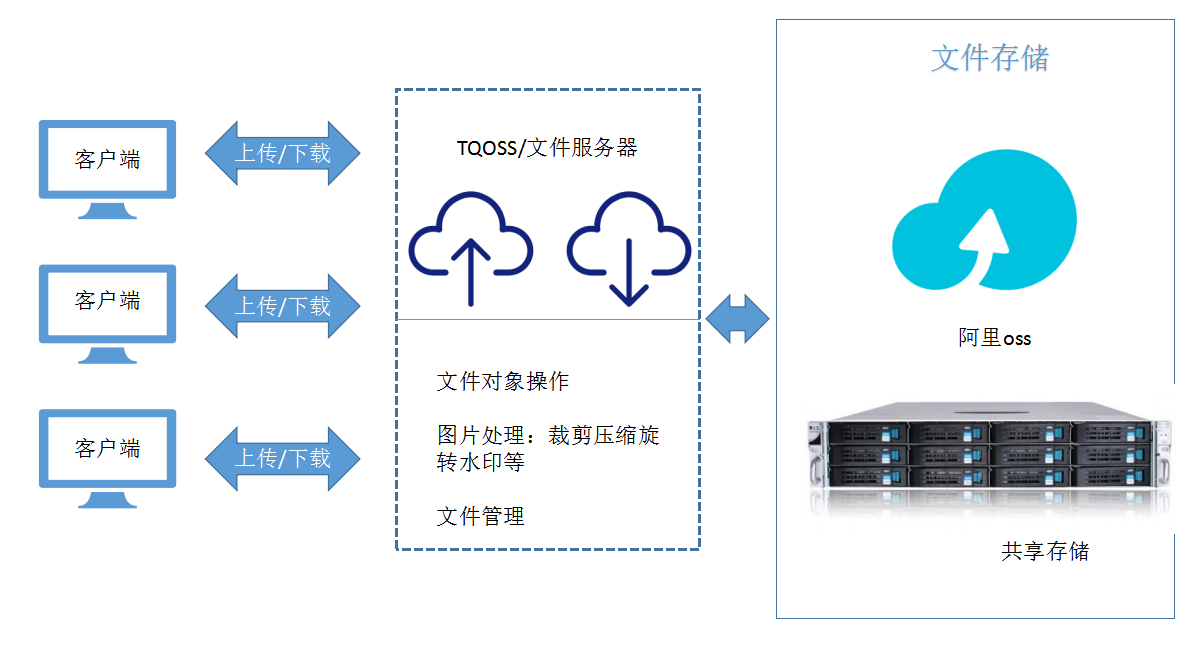 文件存储
客户端
上传/下载
TQOSS/文件服务器
客户端
上传/下载
阿里oss
文件对象操作
客户端
上传/下载
图片处理：裁剪压缩旋
转水印等
文件管理
共享存储